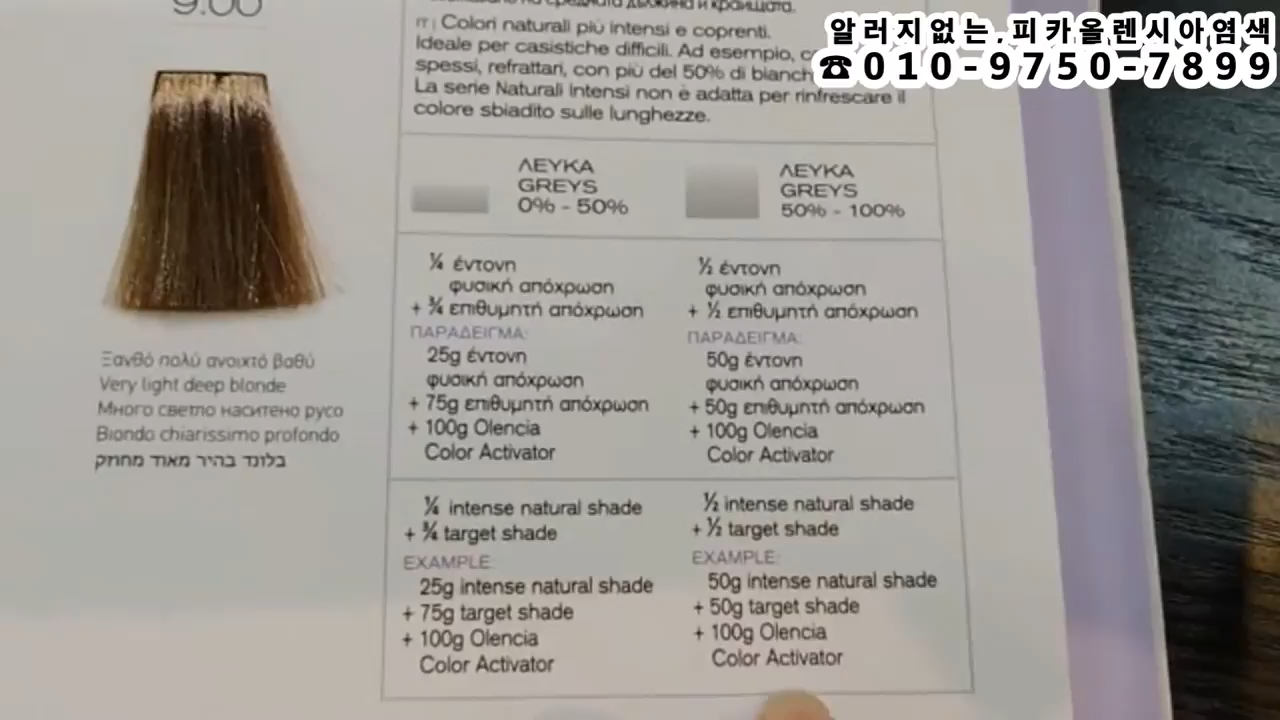 알러지없는,피카올렌시아염색
☎010-9750-7899
9.00
IT | Colori naturali più intensi e coprenti.
Ideale per casistiche difficili. Ad esempio,
spessi, refrattari, con più del 50% di
La serie Naturali Intensi non è adatta per rinfrescare il
colore sbiadito sulle lunghezze.
ΛΕΥΚΑ
GREYS
0% - 50%
ΛΕΥΚΑ
GREYS
50% - 100%
¼ έντονη
φυσική απόχρωση
+ ¾ επιθυμητή απόχρωση
ΠΑΡΑΔΕΙΓΜΑ:
25g έντονη
φυσική απόχρωση
+ 75g επιθυμητή απόχρωση
+ 100g Olencia
Color Activator
½ έντονη
φυσική απόχρωση
+ ½ επιθυμητή απόχρωση
ΠΑΡΑΔΕΙΓΜΑ:
50g έντονη
φυσική απόχρωση
+ 50g επιθυμητή απόχρωση
+ 100g Olencia
Color Activator
Ξανθό πολύ ανοιχτό βαθύ
Very light deep blonde
Много светло наситено русо
Biondo chiarissimo profondo
בלונד בהיר מאוד מחוזק
¼ intense natural shade
+ ¾ target shade
EXAMPLE:
25g intense natural shade
+ 75g target shade
+ 100g Olencia
Color Activator
½ intense natural shade
+ ½ target shade
EXAMPLE:
50g intense natural shade
+ 50g target shade
+ 100g Olencia
Color Activator